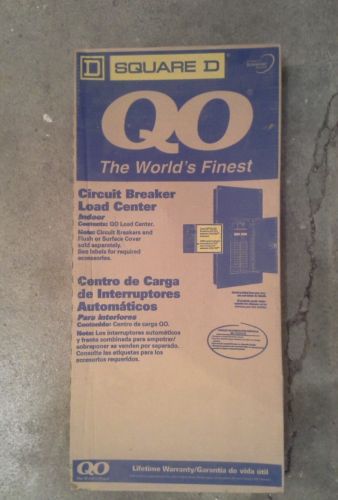 D SQUARE D
QO
The World's Finest
Circuit Breaker
Load Center
Indoor
Contents: QO Load Center.
Note: Circuit Breakers and
Flush or Surface Cover
sold separately.
See labels for required
accessories.
Centro de Carga
de Interruptores
Automáticos
Para Interiores
Contenido: Centro de carga QO.
Nota: Los interruptores automáticos
y frente combinada para empotrar/
sobreponer se venden por separado.
Consulte las etiquetas para los
accesorios requeridos.
QO
The World's Finest
Lifetime Warranty/Garantía de vida útil